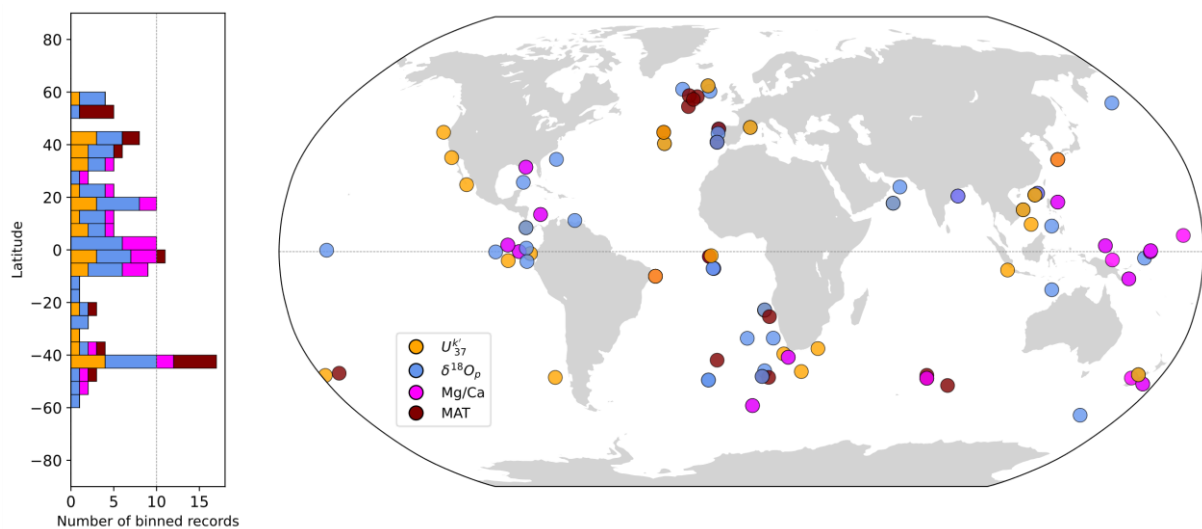 80
60
40
20
0
−20
−40
−60
−80
Latitude
0
5
10
15
Number of binned records
U^{k'}_{37}
δ^{18}O_p
Mg/Ca
MAT